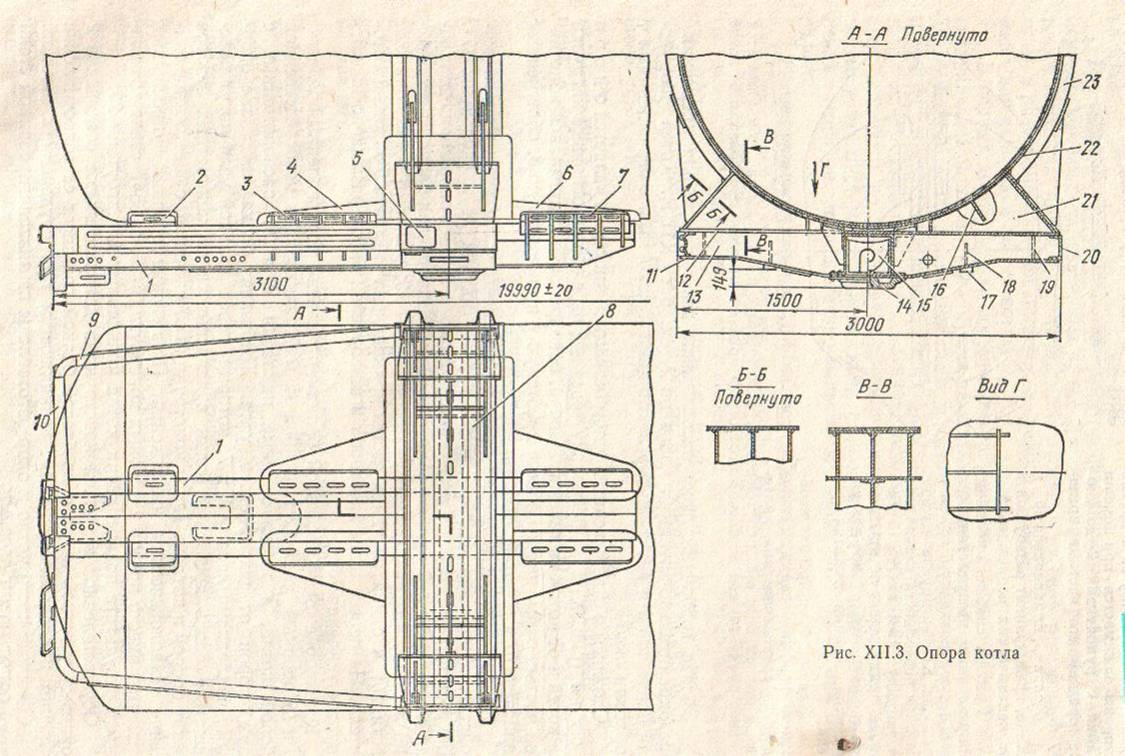 А-А Повернуто
23
В
22
Г
Б
Б
21
В
20
11
12
13
149
14
15
16
17
18
19
1500
3000
2
3
4
5
6
7
1
3100
19990 ± 20
А
9
8
10
1
А
Б-Б
Повернуто
В-В
Вид Г
Рис. XII.3. Опора котла